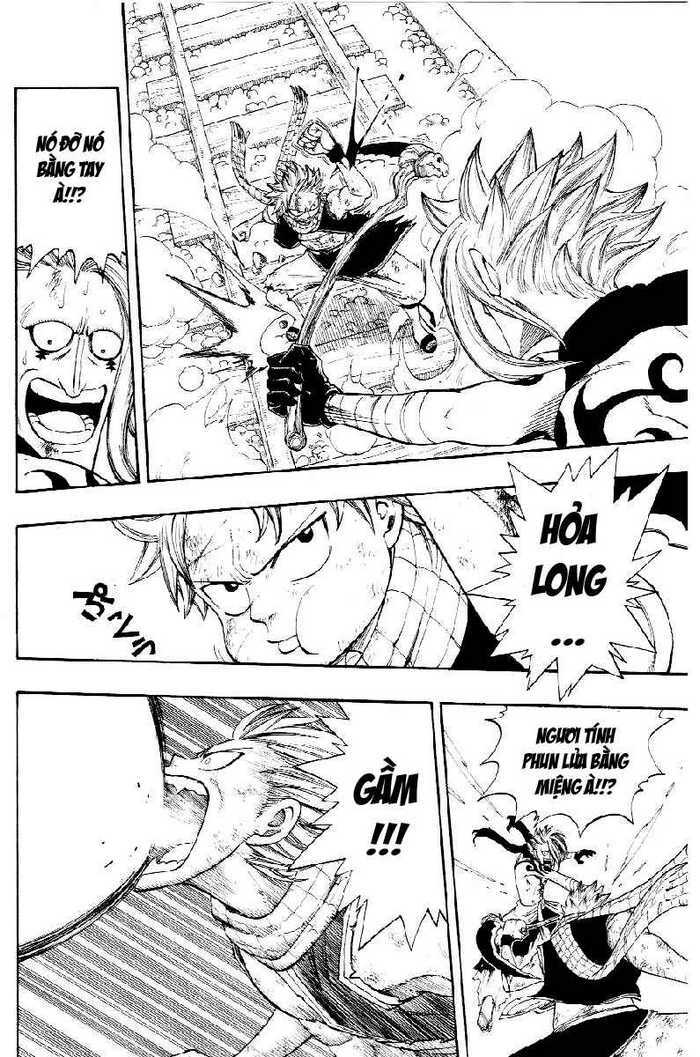 NÓ ĐỠ NÓ
BẰNG TAY
À!!?
HỎA
LONG
...
NGƯƠI TÍNH
PHUN LỬA BẰNG
MIỆNG À!!?
GẦM
!!!